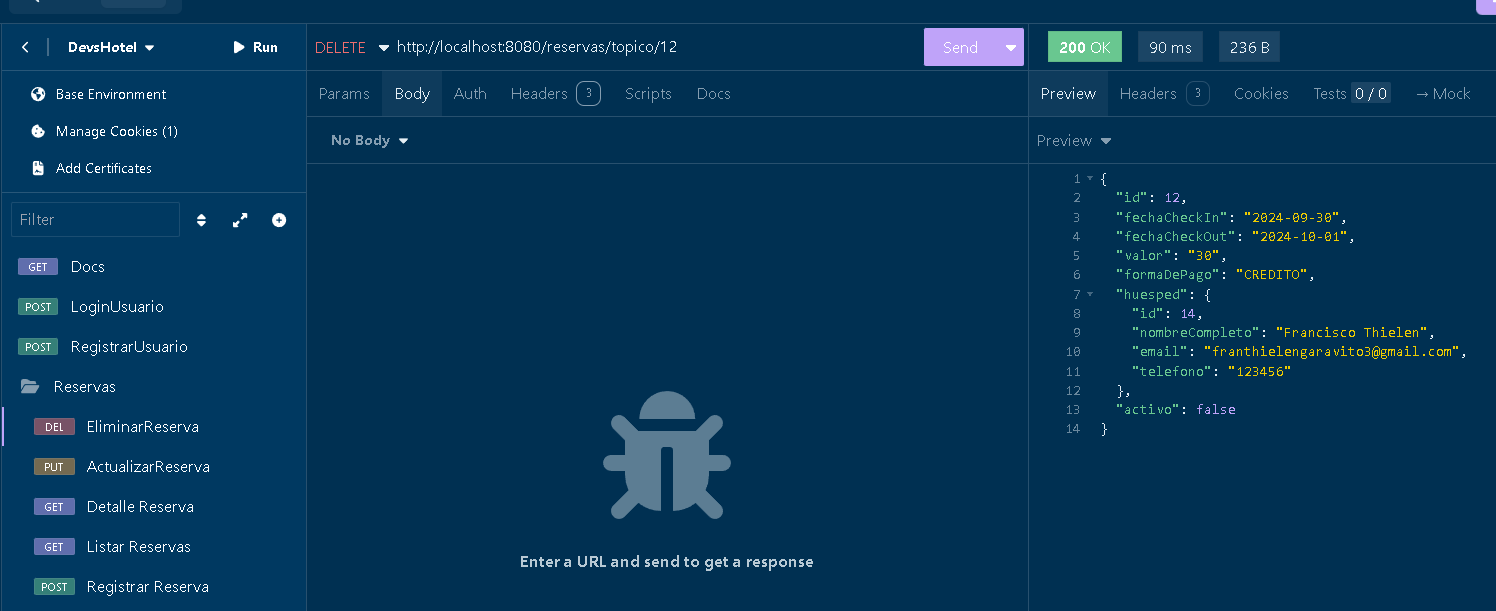 DevsHotel
Run
Base Environment
Manage Cookies (1)
Add Certificates
Filter
GET Docs
POST LoginUsuario
POST RegistrarUsuario
Reservas
DEL EliminarReserva
PUT ActualizarReserva
GET Detalle Reserva
GET Listar Reservas
POST Registrar Reserva
DELETE http://localhost:8080/reservas/topico/12 Send
Params Body Auth Headers 3 Scripts Docs
No Body
Enter a URL and send to get a response
200 OK 90 ms 236 B
Preview Headers 3 Cookies Tests 0 / 0 → Mock
Preview
1 {
2 "id": 12,
3 "fechaCheckIn": "2024-09-30",
4 "fechaCheckOut": "2024-10-01",
5 "valor": "30",
6 "formaDePago": "CREDITO",
7 "huesped": {
8 "id": 14,
9 "nombreCompleto": "Francisco Thielen",
10 "email": "franthielengaravito3@gmail.com",
11 "telefono": "123456"
12 },
13 "activo": false
14 }